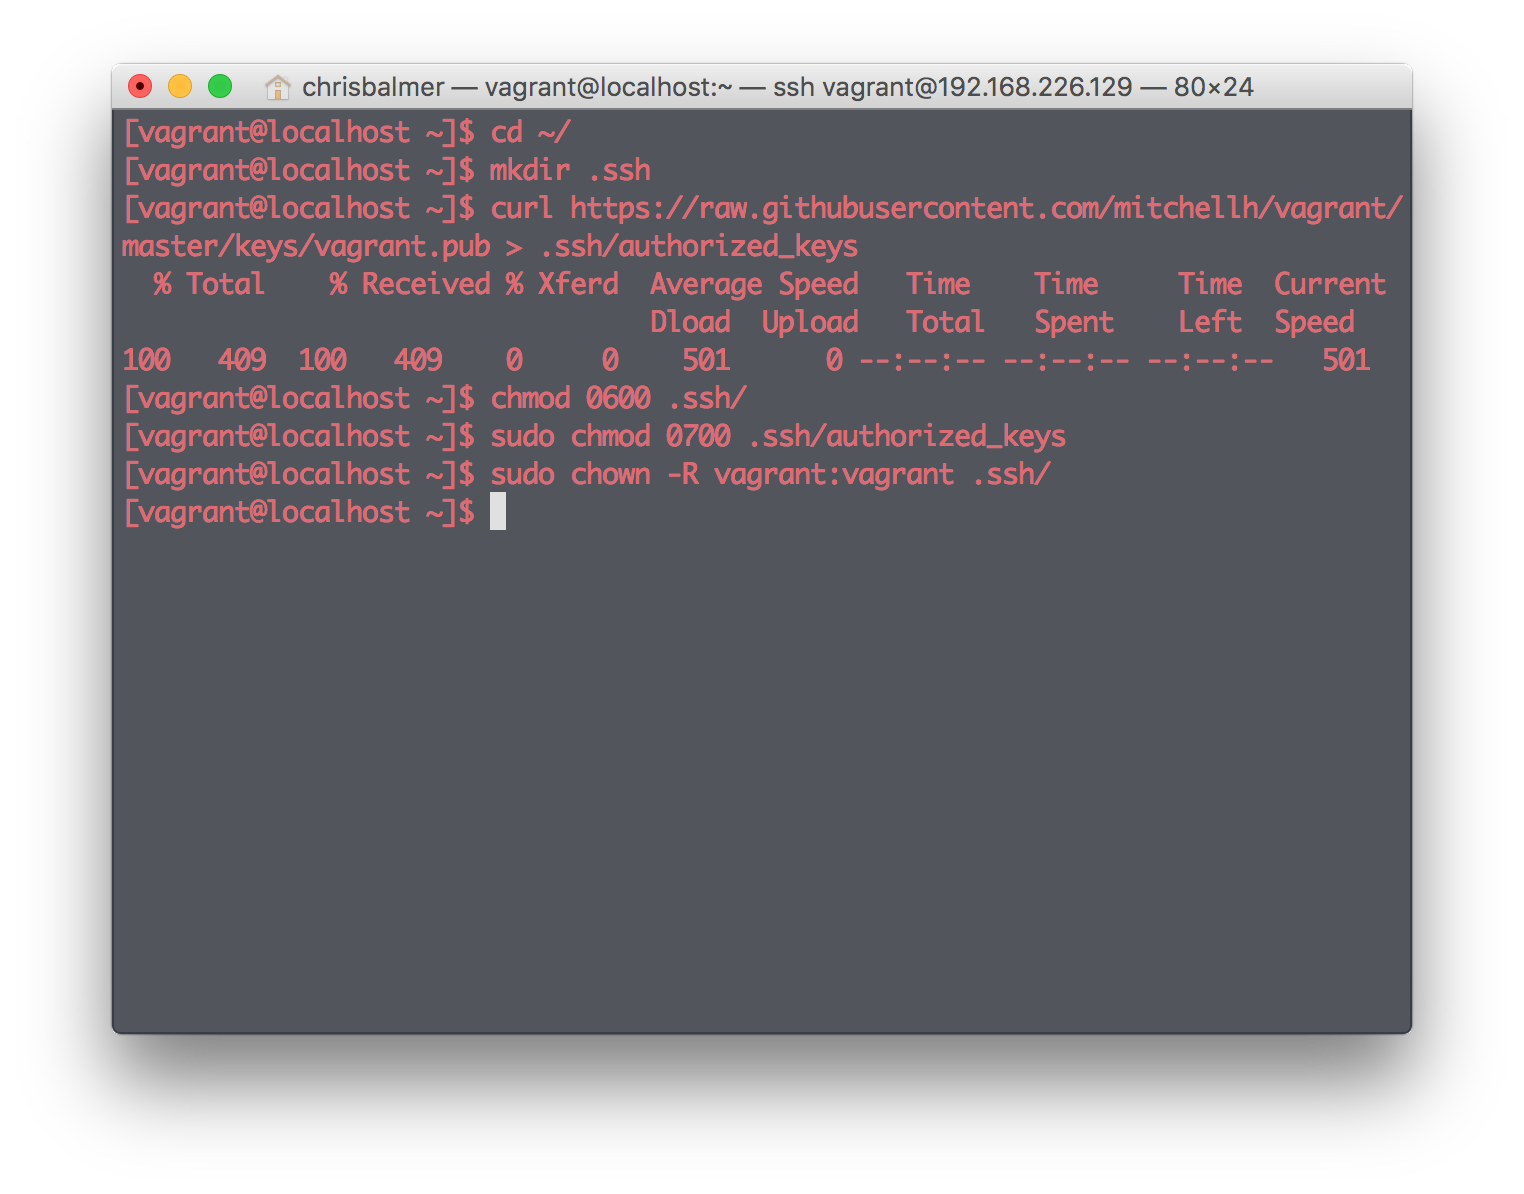 chrisbalmer — vagrant@localhost:~ — ssh vagrant@192.168.226.129 — 80×24
[vagrant@localhost ~]$ cd ~/
[vagrant@localhost ~]$ mkdir .ssh
[vagrant@localhost ~]$ curl https://raw.githubusercontent.com/mitchellh/vagrant/
master/keys/vagrant.pub > .ssh/authorized_keys
  % Total    % Received % Xferd  Average Speed   Time    Time     Time  Current
                                 Dload  Upload   Total   Spent    Left  Speed
100   409  100   409    0     0    501      0 --:--:-- --:--:-- --:--:--   501
[vagrant@localhost ~]$ chmod 0600 .ssh/
[vagrant@localhost ~]$ sudo chmod 0700 .ssh/authorized_keys
[vagrant@localhost ~]$ sudo chown -R vagrant:vagrant .ssh/
[vagrant@localhost ~]$